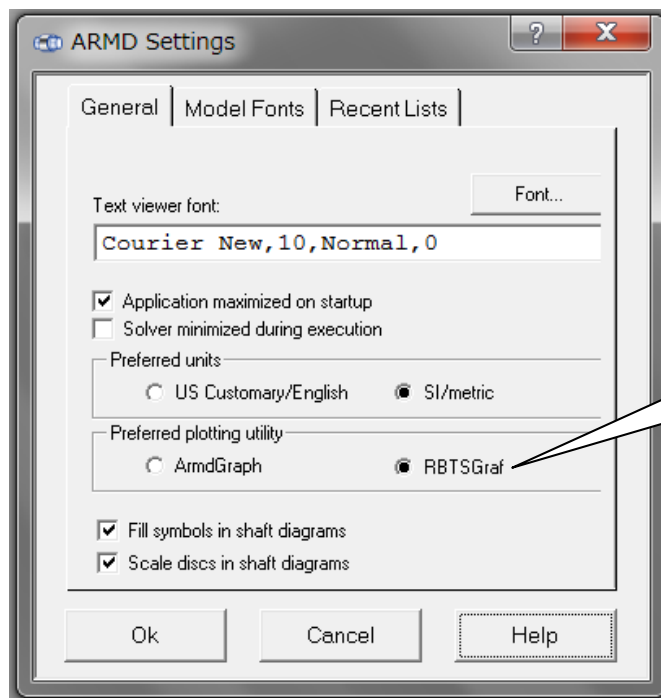 ARMD Settings
?
X
General
Model Fonts
Recent Lists
Text viewer font:
Font...
Courier New,10,Normal,0
Application maximized on startup
Solver minimized during execution
Preferred units
US Customary/English
SI/metric
Preferred plotting utility
ArmdGraph
RBTSGraf
Fill symbols in shaft diagrams
Scale discs in shaft diagrams
Ok
Cancel
Help